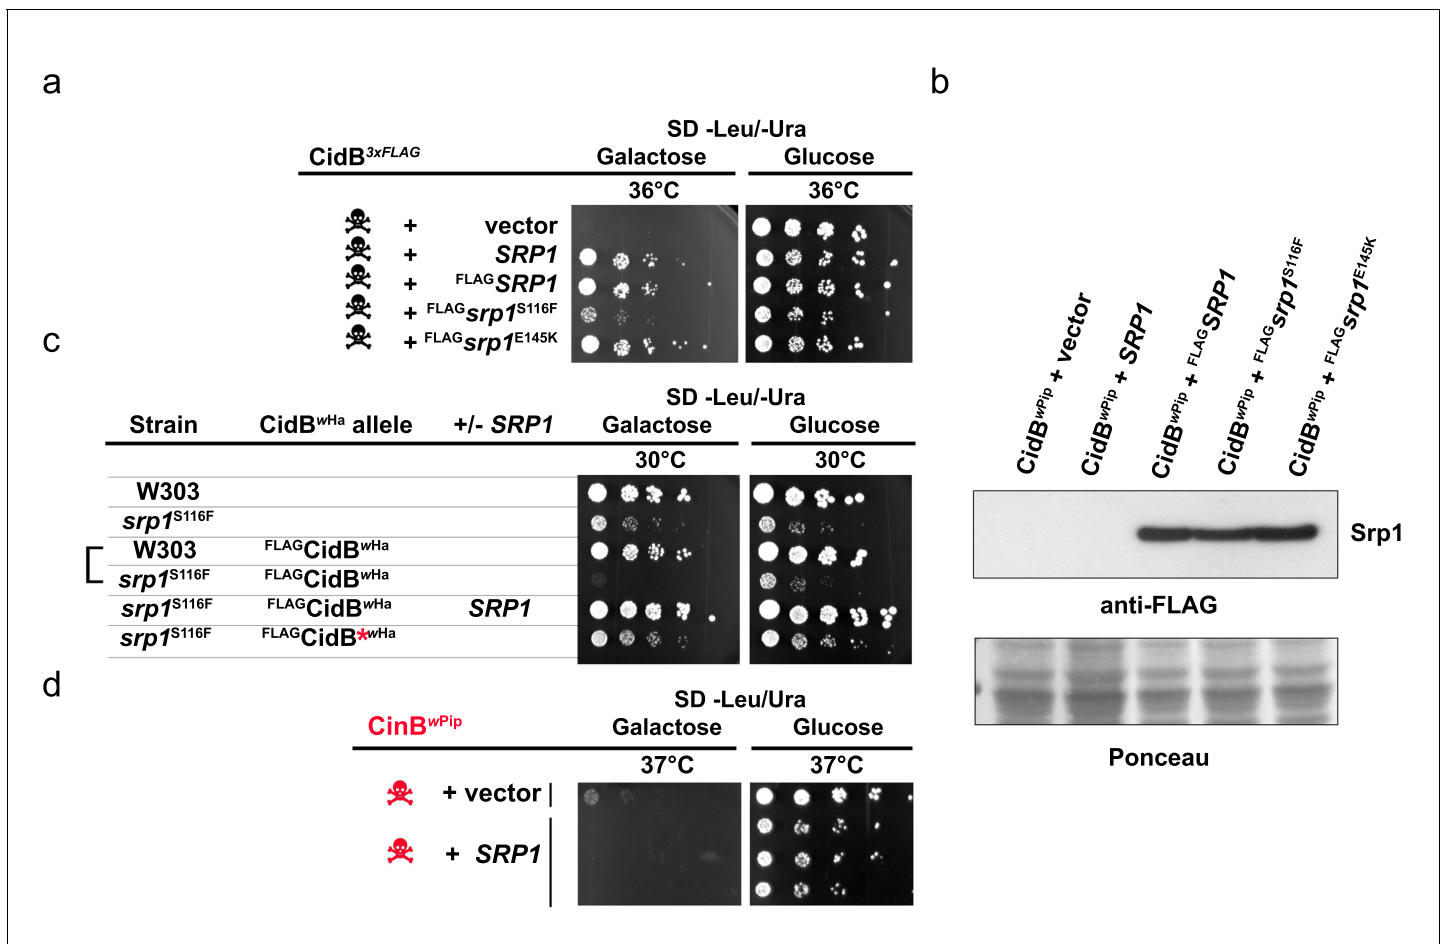 a
SD -Leu/-Ura
CidB3xFLAG Galactose Glucose
36°C 36°C
+ vector
+ SRP1
+ FLAGSRP1
+ FLAGsrp1S116F
+ FLAGsrp1E145K
b
CidBwPip + vector
CidBwPip + SRP1
CidBwPip + FLAGSRP1
CidBwPip + FLAGsrp1S116F
CidBwPip + FLAGsrp1E145K
Srp1
anti-FLAG
Ponceau
c
SD -Leu/-Ura
Strain CidBwHa allele +/- SRP1 Galactose Glucose
30°C 30°C
W303
srp1S116F
W303 FLAGCidBwHa
srp1S116F FLAGCidBwHa
srp1S116F FLAGCidBwHa SRP1
srp1S116F FLAGCidB*wHa
d
SD -Leu/Ura
CinBwPip Galactose Glucose
37°C 37°C
+ vector
+ SRP1